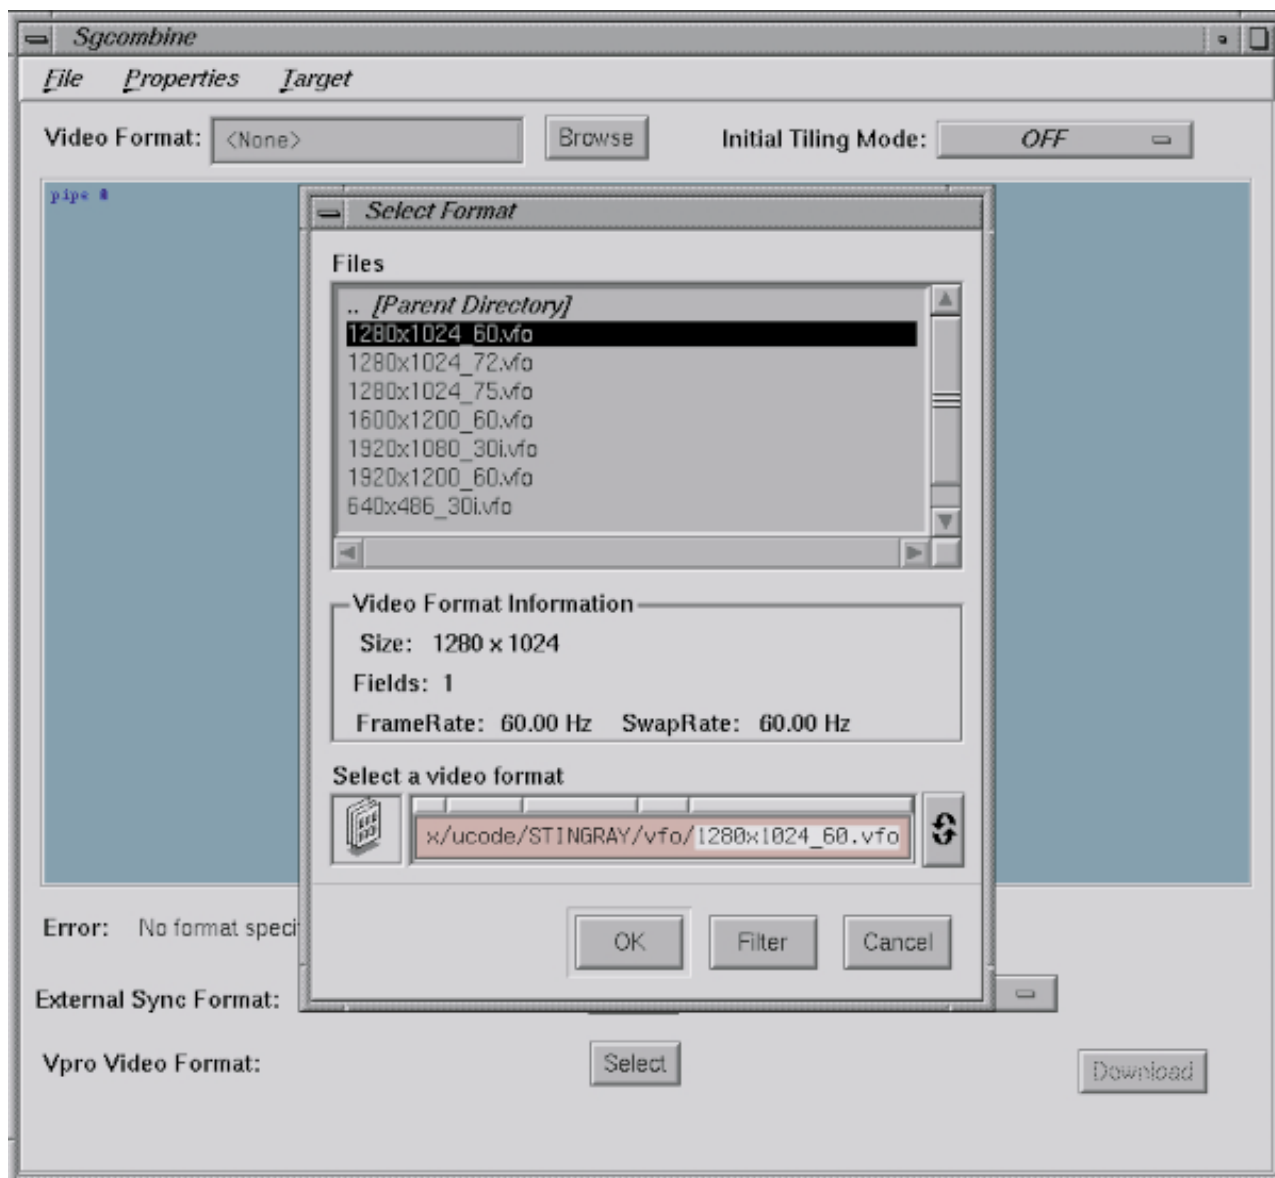 Sgcombine
File Properties Target
Video Format: <None> Browse Initial Tiling Mode: OFF
pipe
Select Format
Files
.. [Parent Directory]
1280x1024_60.vfo
1280x1024_72.vfo
1280x1024_75.vfo
1600x1200_60.vfo
1920x1080_30i.vfo
1920x1200_60.vfo
640x486_30i.vfo
Video Format Information
Size: 1280 x 1024
Fields: 1
FrameRate: 60.00 Hz SwapRate: 60.00 Hz
Select a video format
x/ucode/STINGRAY/vfo/1280x1024_60.vfo
OK Filter Cancel
Error: No format speci
External Sync Format:
Vpro Video Format: Select Download